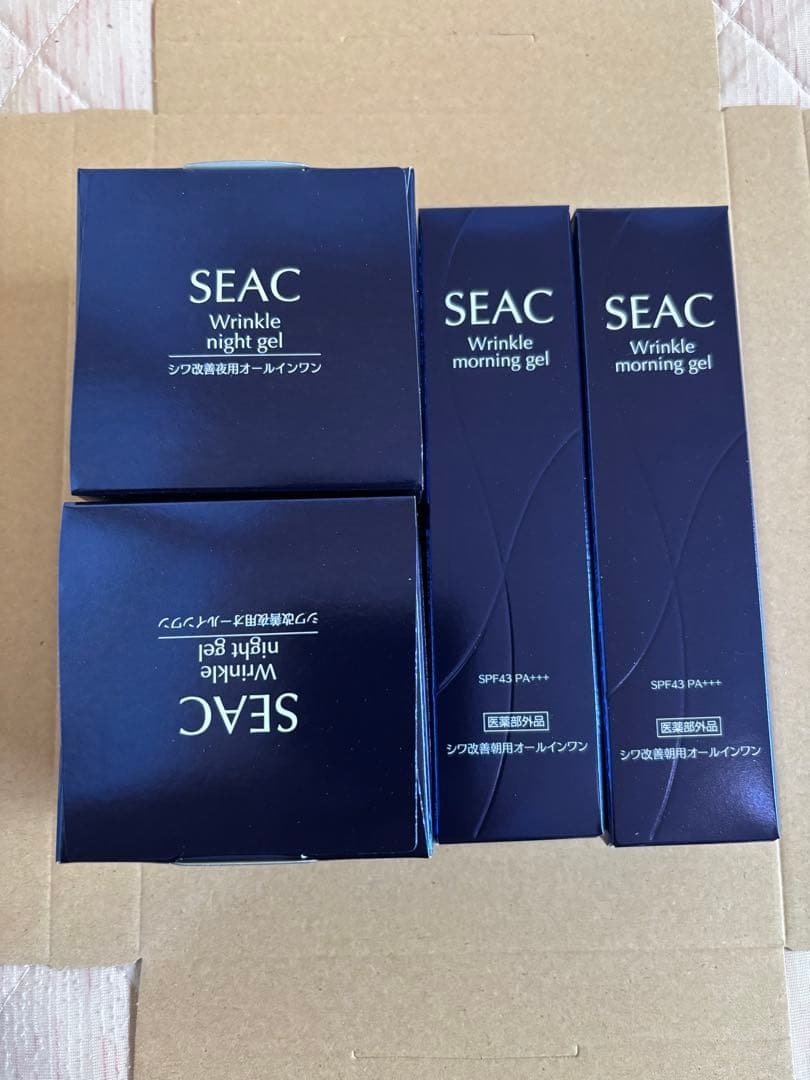 SEAC
Wrinkle
night gel
シワ改善夜用オールインワン
SEAC
Wrinkle
night gel
シワ改善夜用オールインワン
SEAC
Wrinkle
morning gel
SPF43 PA+++
医薬部外品
シワ改善朝用オールインワン
SEAC
Wrinkle
morning gel
SPF43 PA+++
医薬部外品
シワ改善朝用オールインワン